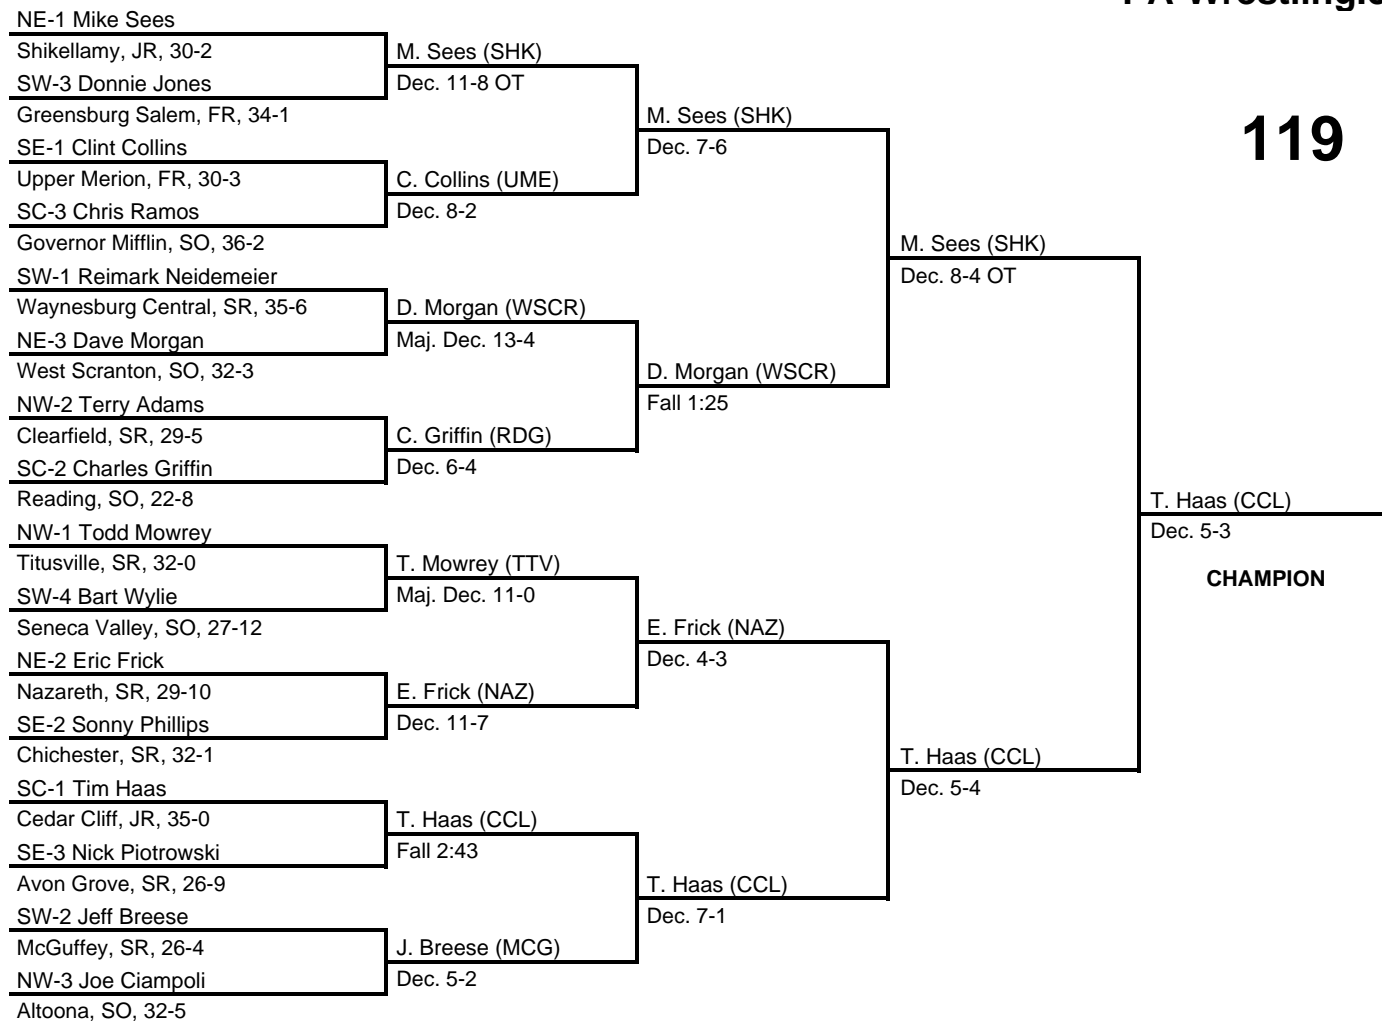 NE-1 Mike Sees
Shikellamy, JR, 30-2
SW-3 Donnie Jones
Greensburg Salem, FR, 34-1
SE-1 Clint Collins
Upper Merion, FR, 30-3
SC-3 Chris Ramos
Governor Mifflin, SO, 36-2
SW-1 Reimark Neidemeier
Waynesburg Central, SR, 35-6
NE-3 Dave Morgan
West Scranton, SO, 32-3
NW-2 Terry Adams
Clearfield, SR, 29-5
SC-2 Charles Griffin
Reading, SO, 22-8
NW-1 Todd Mowrey
Titusville, SR, 32-0
SW-4 Bart Wylie
Seneca Valley, SO, 27-12
NE-2 Eric Frick
Nazareth, SR, 29-10
SE-2 Sonny Phillips
Chichester, SR, 32-1
SC-1 Tim Haas
Cedar Cliff, JR, 35-0
SE-3 Nick Piotrowski
Avon Grove, SR, 26-9
SW-2 Jeff Breese
McGuffey, SR, 26-4
NW-3 Joe Ciampoli
Altoona, SO, 32-5
M. Sees (SHK)
Dec. 11-8 OT
C. Collins (UME)
Dec. 8-2
D. Morgan (WSCR)
Maj. Dec. 13-4
C. Griffin (RDG)
Dec. 6-4
T. Mowrey (TTV)
Maj. Dec. 11-0
E. Frick (NAZ)
Dec. 11-7
T. Haas (CCL)
Fall 2:43
J. Breese (MCG)
Dec. 5-2
M. Sees (SHK)
Dec. 7-6
D. Morgan (WSCR)
Fall 1:25
E. Frick (NAZ)
Dec. 4-3
T. Haas (CCL)
Dec. 7-1
M. Sees (SHK)
Dec. 8-4 OT
T. Haas (CCL)
Dec. 5-4
119
T. Haas (CCL)
Dec. 5-3
CHAMPION